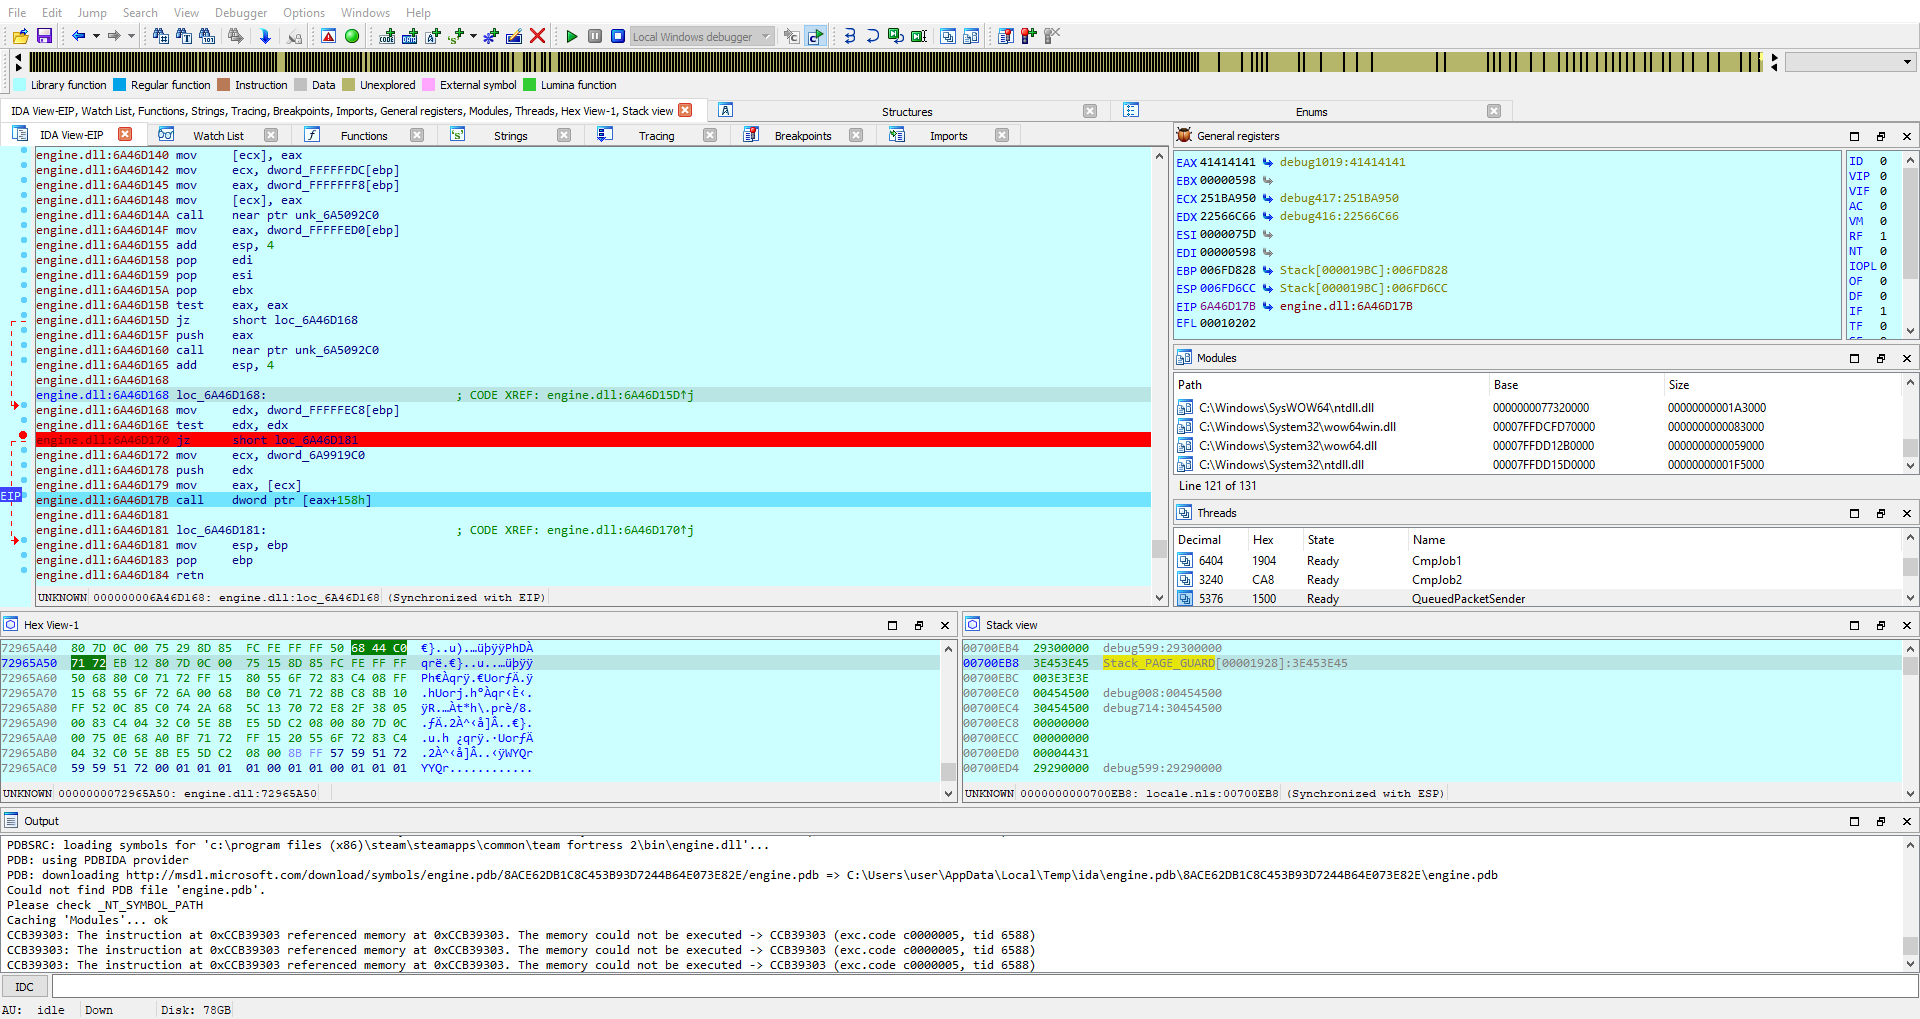 File Edit Jump Search View Debugger Options Windows Help
Local Windows debugger
Library function Regular function Instruction Data Unexplored External symbol Lumina function
IDA View-EIP, Watch List, Functions, Strings, Tracing, Breakpoints, Imports, General registers, Modules, Threads, Hex View-1, Stack view Structures Enums
IDA View-EIP Watch List Functions Strings Tracing Breakpoints Imports
engine.dll:6A46D140 mov [ecx], eax
engine.dll:6A46D142 mov ecx, dword_FFFFFFDC[ebp]
engine.dll:6A46D145 mov eax, dword_FFFFFFF8[ebp]
engine.dll:6A46D148 mov [ecx], eax
engine.dll:6A46D14A call near ptr unk_6A5092C0
engine.dll:6A46D14F mov eax, dword_FFFFFED0[ebp]
engine.dll:6A46D155 add esp, 4
engine.dll:6A46D158 pop edi
engine.dll:6A46D159 pop esi
engine.dll:6A46D15A pop ebx
engine.dll:6A46D15B test eax, eax
engine.dll:6A46D15D jz short loc_6A46D168
engine.dll:6A46D15F push eax
engine.dll:6A46D160 call near ptr unk_6A5092C0
engine.dll:6A46D165 add esp, 4
engine.dll:6A46D168
engine.dll:6A46D168 loc_6A46D168: ; CODE XREF: engine.dll:6A46D15D↑j
engine.dll:6A46D168 mov edx, dword_FFFFFEC8[ebp]
engine.dll:6A46D16E test edx, edx
engine.dll:6A46D170 jz short loc_6A46D181
engine.dll:6A46D172 mov ecx, dword_6A9919C0
engine.dll:6A46D178 push edx
engine.dll:6A46D179 mov eax, [ecx]
EIP engine.dll:6A46D17B call dword ptr [eax+158h]
engine.dll:6A46D181
engine.dll:6A46D181 loc_6A46D181: ; CODE XREF: engine.dll:6A46D170↑j
engine.dll:6A46D181 mov esp, ebp
engine.dll:6A46D183 pop ebp
engine.dll:6A46D184 retn
UNKNOWN 000000006A46D168: engine.dll:loc_6A46D168 (Synchronized with EIP)
General registers
EAX 41414141 debug1019:41414141
EBX 00000598
ECX 251BA950 debug417:251BA950
EDX 22566C66 debug416:22566C66
ESI 0000075D
EDI 00000598
EBP 006FD828 Stack[000019BC]:006FD828
ESP 006FD6CC Stack[000019BC]:006FD6CC
EIP 6A46D17B engine.dll:6A46D17B
EFL 00010202
ID 0
VIP 0
VIF 0
AC 0
VM 0
RF 1
NT 0
IOPL 0
OF 0
DF 0
IF 1
TF 0
Modules
Path Base Size
C:\Windows\SysWOW64\ntdll.dll 0000000077320000 00000000001A3000
C:\Windows\System32\wow64win.dll 00007FFDCFD70000 0000000000083000
C:\Windows\System32\wow64.dll 00007FFDD12B0000 0000000000059000
C:\Windows\System32\ntdll.dll 00007FFDD15D0000 00000000001F5000
Line 121 of 131
Threads
Decimal Hex State Name
6404 1904 Ready CmpJob1
3240 CA8 Ready CmpJob2
5376 1500 Ready QueuedPacketSender
Hex View-1
72965A40 80 7D 0C 00 75 29 8D 85 FC FE FF FF 50 68 44 C0 €}..u)…üþÿÿPhDÀ
72965A50 71 72 EB 12 80 7D 0C 00 75 15 8D 85 FC FE FF FF qrë.€}..u..…üþÿÿ
72965A60 50 68 80 C0 71 72 FF 15 80 55 6F 72 83 C4 08 FF Ph€Àqrÿ.€UorƒÄ.ÿ
72965A70 15 68 55 6F 72 6A 00 68 B0 C0 71 72 8B C8 8B 10 .hUorj.h°Àqr‹È‹.
72965A80 FF 52 0C 85 C0 74 2A 68 5C 13 70 72 E8 2F 38 05 ÿR.…Àt*h\.prè/8.
72965A90 00 83 C4 04 32 C0 5E 8B E5 5D C2 08 00 80 7D 0C .ƒÄ.2À^‹å]Â..€}.
72965AA0 00 75 0E 68 A0 BF 71 72 FF 15 20 55 6F 72 83 C4 .u.h ¿qrÿ.·UorƒÄ
72965AB0 04 32 C0 5E 8B E5 5D C2 08 00 8B FF 57 59 51 72 .2À^‹å]Â..‹ÿWYQr
72965AC0 59 59 51 72 00 01 01 01 01 00 01 01 00 01 01 01 YYQr............
UNKNOWN 0000000072965A50: engine.dll:72965A50
Stack view
00700EB4 29300000 debug599:29300000
00700EB8 3E453E45 Stack_PAGE_GUARD[00001928]:3E453E45
00700EBC 003E3E3E
00700EC0 00454500 debug008:00454500
00700EC4 30454500 debug714:30454500
00700EC8 00000000
00700ECC 00000000
00700ED0 00004431
00700ED4 29290000 debug599:29290000
UNKNOWN 0000000000700EB8: locale.nls:00700EB8 (Synchronized with ESP)
Output
PDBSRC: loading symbols for 'c:\program files (x86)\steam\steamapps\common\team fortress 2\bin\engine.dll'...
PDB: using PDBIDA provider
PDB: downloading http://msdl.microsoft.com/download/symbols/engine.pdb/8ACE62DB1C8C453B93D7244B64E073E82E/engine.pdb => C:\Users\user\AppData\Local\Temp\ida\engine.pdb\8ACE62DB1C8C453B93D7244B64E073E82E\engine.pdb
Could not find PDB file 'engine.pdb'.
Please check _NT_SYMBOL_PATH
Caching 'Modules'... ok
CCB39303: The instruction at 0xCCB39303 referenced memory at 0xCCB39303. The memory could not be executed -> CCB39303 (exc.code c0000005, tid 6588)
CCB39303: The instruction at 0xCCB39303 referenced memory at 0xCCB39303. The memory could not be executed -> CCB39303 (exc.code c0000005, tid 6588)
CCB39303: The instruction at 0xCCB39303 referenced memory at 0xCCB39303. The memory could not be executed -> CCB39303 (exc.code c0000005, tid 6588)
IDC
AU: idle Down Disk: 78GB